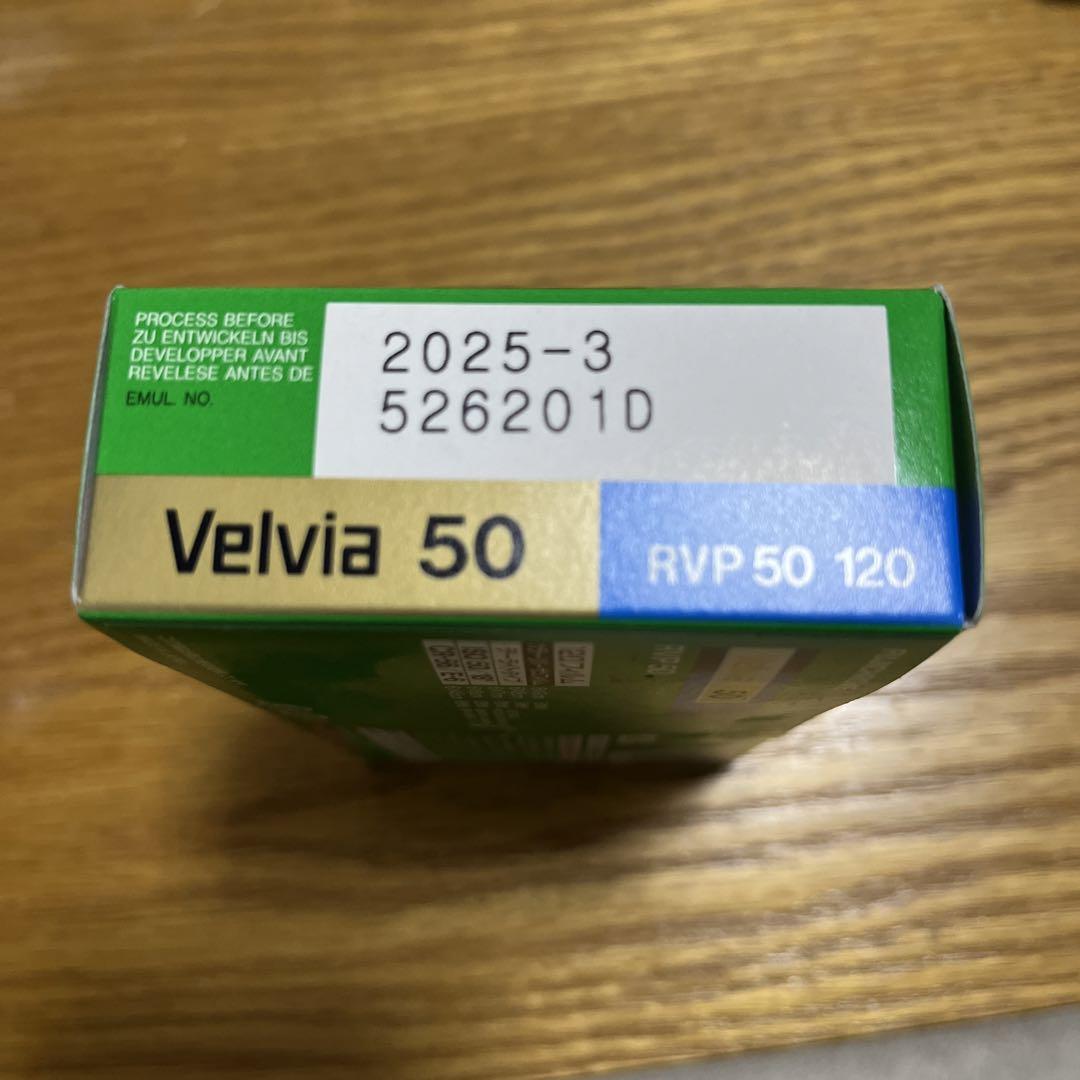 PROCESS BEFORE
ZU ENTWICKELN BIS
DEVELOPPER AVANT
REVELESE ANTES DE
EMUL. NO.
2025-3
526201D
Velvia 50
RVP 50 120